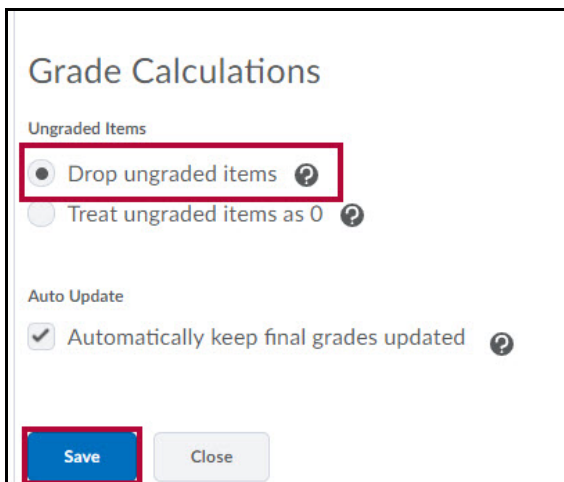 Grade Calculations
Ungraded Items
Drop ungraded items
Treat ungraded items as 0
Auto Update
Automatically keep final grades updated
Save Close